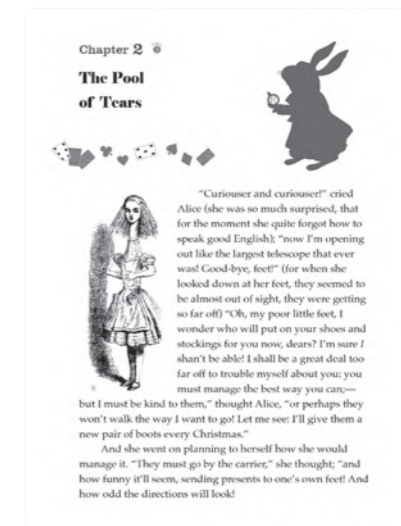 Chapter 2
The Pool
of Tears
“Curiouser and curiouser!” cried
Alice (she was so much surprised, that
for the moment she quite forgot how to
speak good English); “now I’m opening
out like the largest telescope that ever
was! Good-bye, feet!” (for when she
looked down at her feet, they seemed to
be almost out of sight, they were getting
so far off) “Oh, my poor little feet, I
wonder who will put on your shoes and
stockings for you now, dears? I’m sure I
shan’t be able! I shall be a great deal too
far off to trouble myself about you: you
must manage the best way you can;—
but I must be kind to them,” thought Alice, “or perhaps they
won’t walk the way I want to go! Let me see: I’ll give them a
new pair of boots every Christmas.”
And she went on planning to herself how she would
manage it. “They must go by the carrier,” she thought; “and
how funny it’ll seem, sending presents to one’s own feet! And
how odd the directions will look!